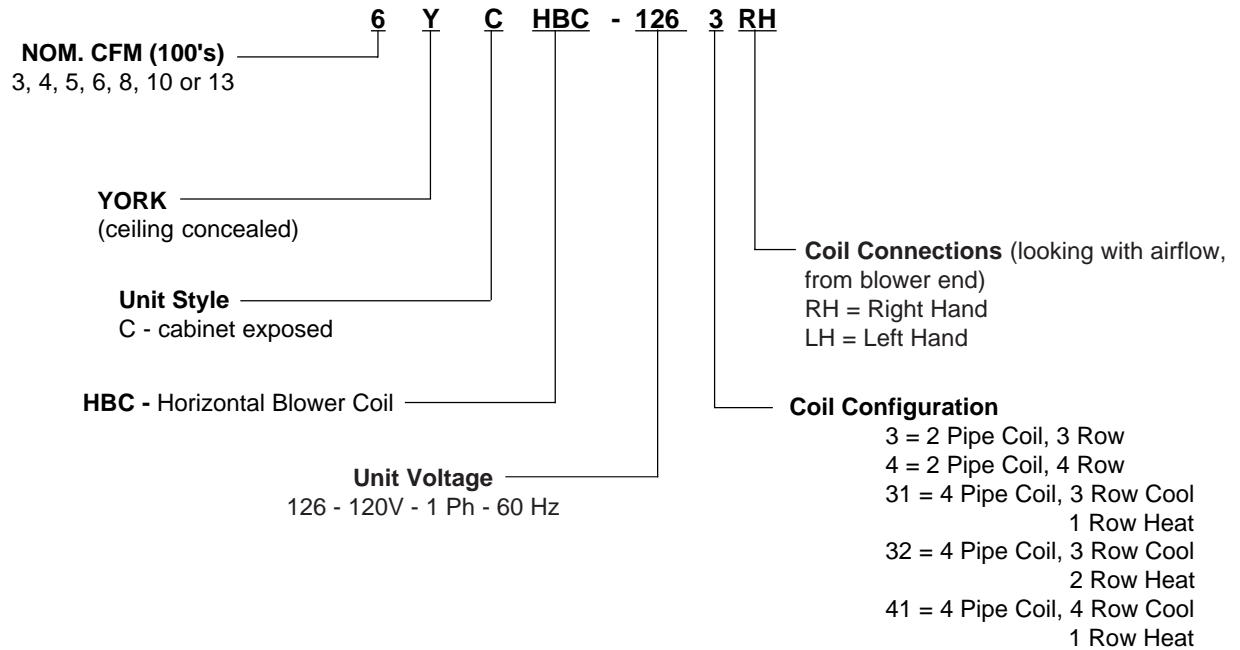 6 Y C HBC - 126 3 RH
NOM. CFM (100's)
3, 4, 5, 6, 8, 10 or 13
YORK
(ceiling concealed)
Unit Style
C - cabinet exposed
HBC - Horizontal Blower Coil
Unit Voltage
126 - 120V - 1 Ph - 60 Hz
Coil Connections (looking with airflow,
from blower end)
RH = Right Hand
LH = Left Hand
Coil Configuration
3 = 2 Pipe Coil, 3 Row
4 = 2 Pipe Coil, 4 Row
31 = 4 Pipe Coil, 3 Row Cool
1 Row Heat
32 = 4 Pipe Coil, 3 Row Cool
2 Row Heat
41 = 4 Pipe Coil, 4 Row Cool
1 Row Heat